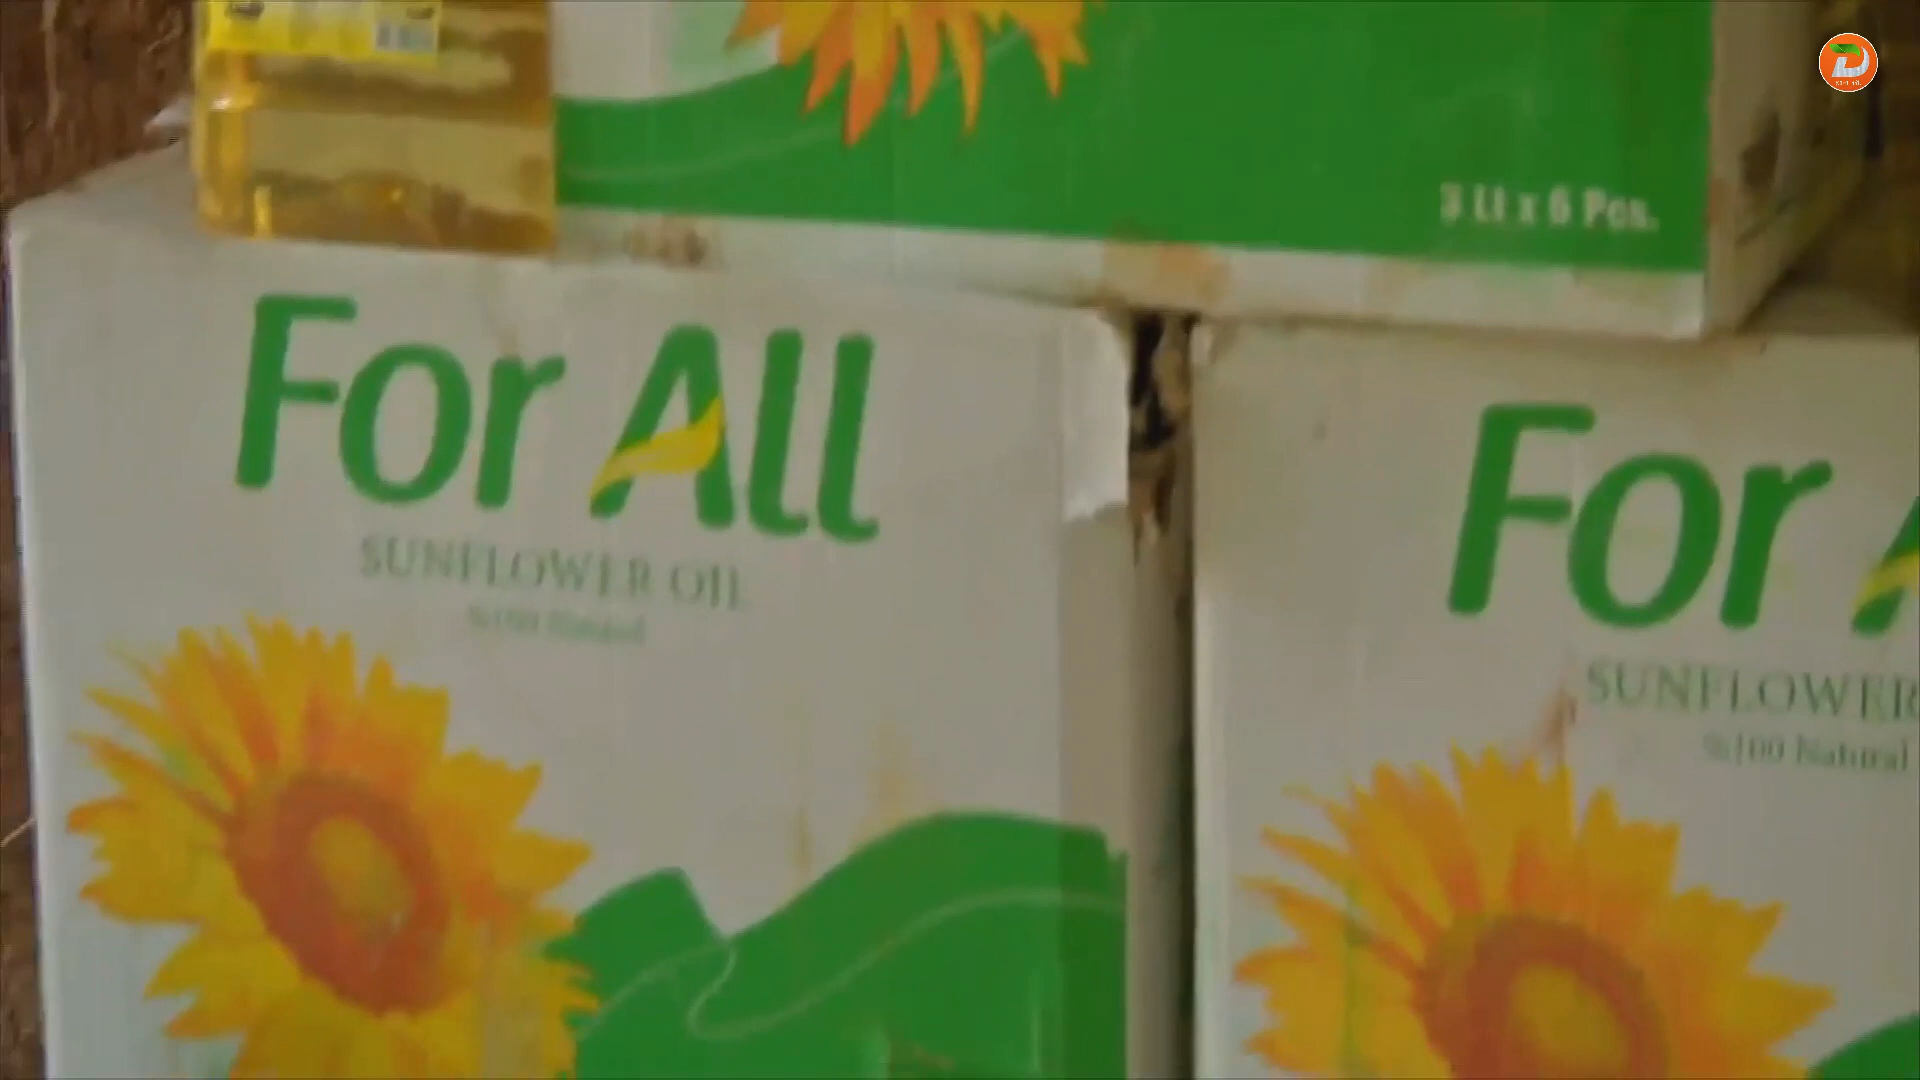 3 Lt x 6 Pcs.
For All
SUNFLOWER OIL
For
SUNFLOWER
%100 Natural